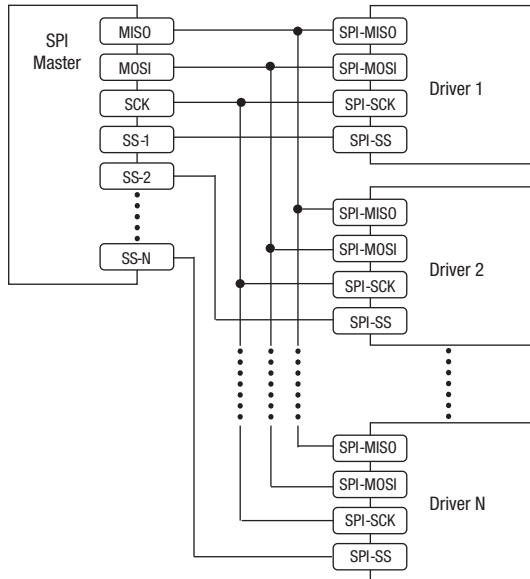 SPI
Master
MISO
MOSI
SCK
SS-1
SS-2
SS-N
SPI-MISO
SPI-MOSI
SPI-SCK
SPI-SS
Driver 1
SPI-MISO
SPI-MOSI
SPI-SCK
SPI-SS
Driver 2
SPI-MISO
SPI-MOSI
SPI-SCK
SPI-SS
Driver N